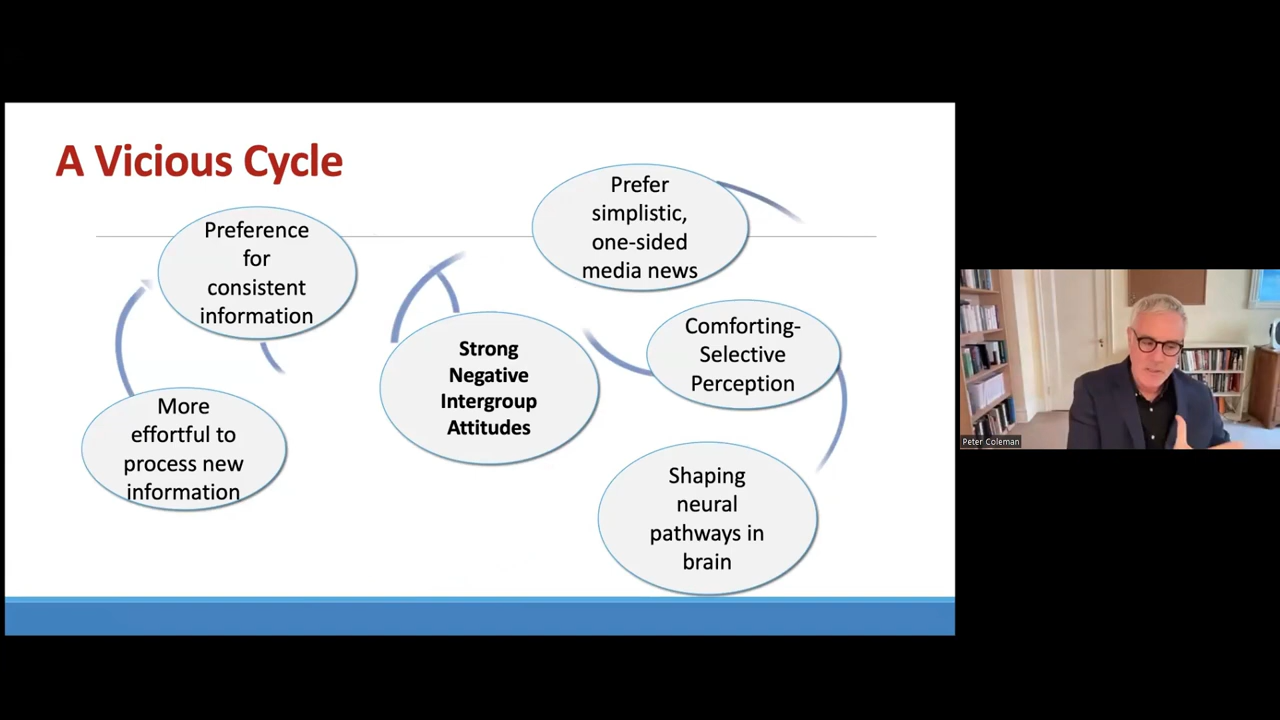 A Vicious Cycle
Preference
for
consistent
information
More
effortful to
process new
information
Strong
Negative
Intergroup
Attitudes
Prefer
simplistic,
one-sided
media news
Comforting-
Selective
Perception
Shaping
neural
pathways in
brain
Peter Coleman